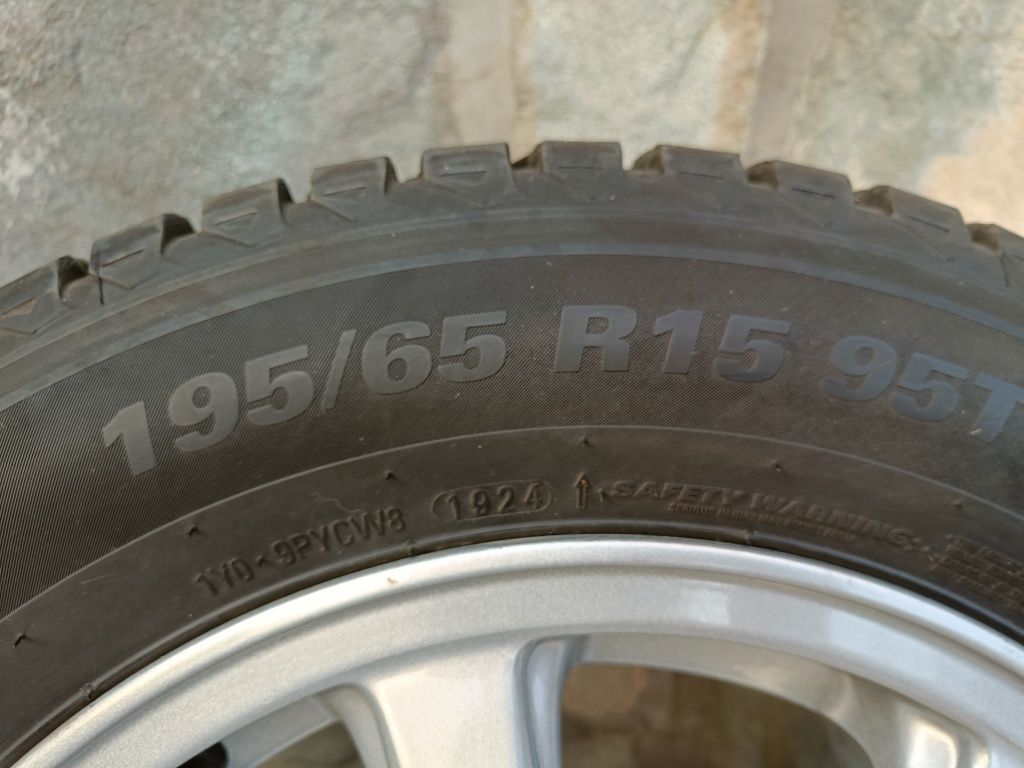 195/65 R15 95T
1Y0 9PYCW8 1924 SAFETY WARNING: